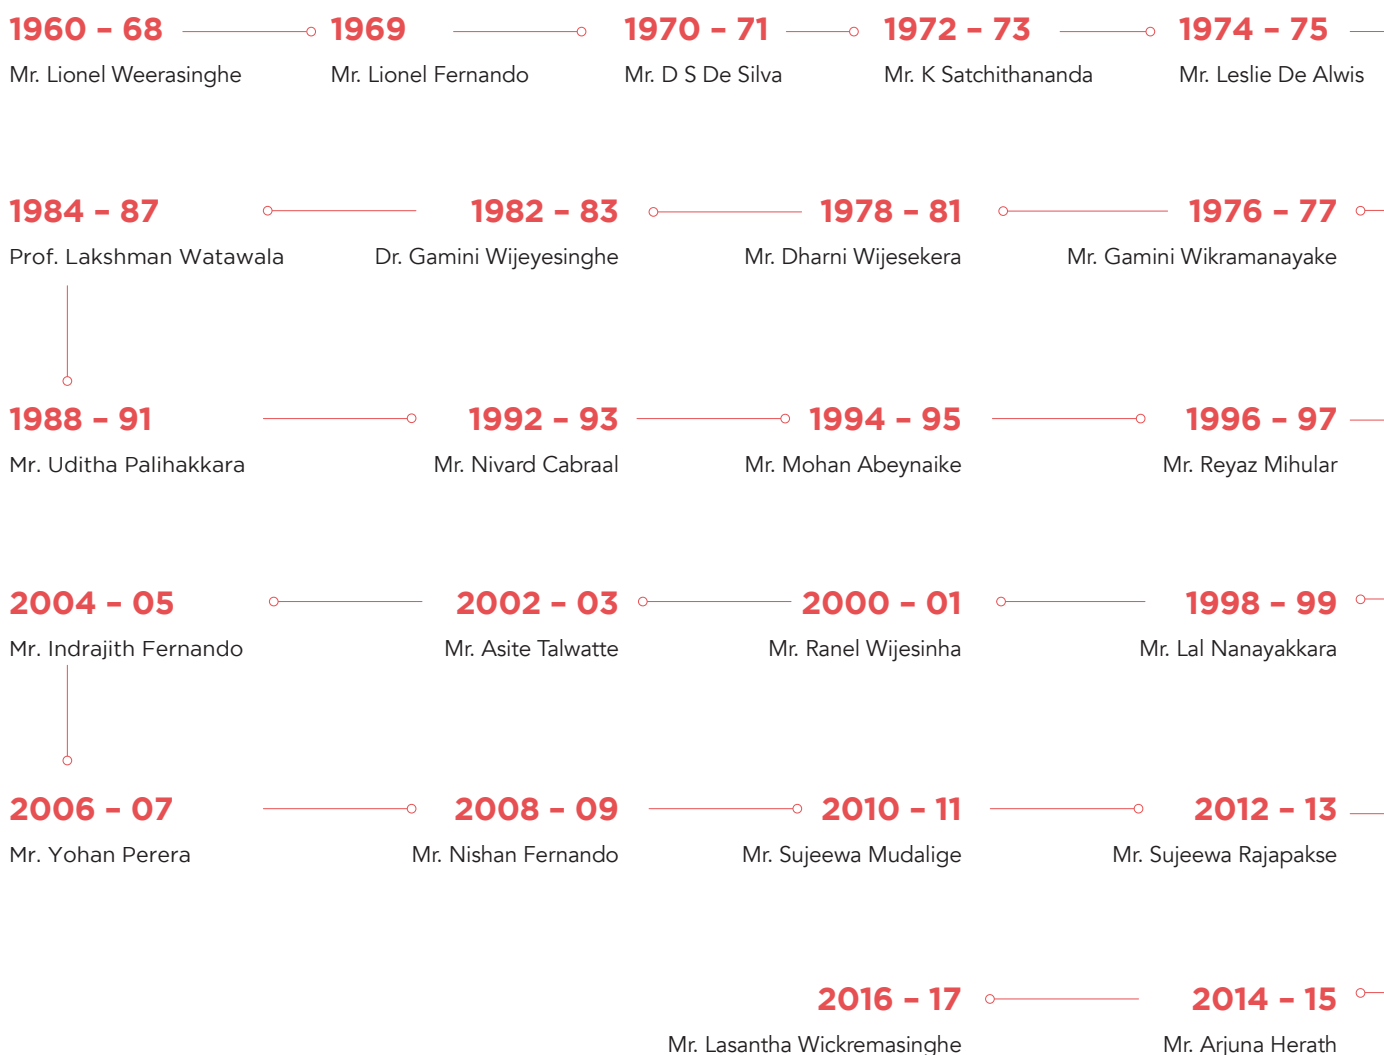 1960 – 68
Mr. Lionel Weerasinghe
1969
Mr. Lionel Fernando
1970 – 71
Mr. D S De Silva
1972 – 73
Mr. K Satchithananda
1974 – 75
Mr. Leslie De Alwis
1984 – 87
Prof. Lakshman Watawala
1982 – 83
Dr. Gamini Wijeyesinghe
1978 – 81
Mr. Dharni Wijesekera
1976 – 77
Mr. Gamini Wikramanayake
1988 – 91
Mr. Uditha Palihakkara
1992 – 93
Mr. Nivard Cabraal
1994 – 95
Mr. Mohan Abeynaike
1996 – 97
Mr. Reyaz Mihular
2004 – 05
Mr. Indrajith Fernando
2002 – 03
Mr. Asite Talwatte
2000 – 01
Mr. Ranel Wijesinha
1998 – 99
Mr. Lal Nanayakkara
2006 – 07
Mr. Yohan Perera
2008 – 09
Mr. Nishan Fernando
2010 – 11
Mr. Sujeewa Mudalige
2012 – 13
Mr. Sujeewa Rajapakse
2016 – 17
Mr. Lasantha Wickremasinghe
2014 – 15
Mr. Arjuna Herath